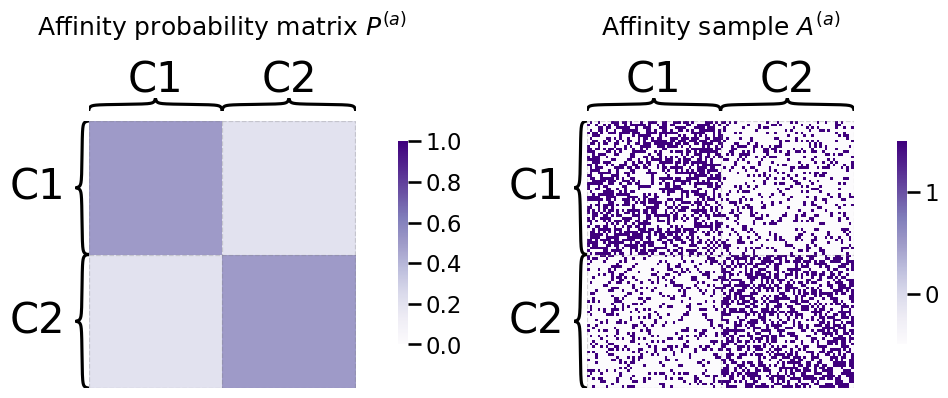 Affinity probability matrix P^(a)
Affinity sample A^(a)
C1 C2
C1 C2
C1
C2
1.0
0.8
0.6
0.4
0.2
0.0
C1
C2
1
0